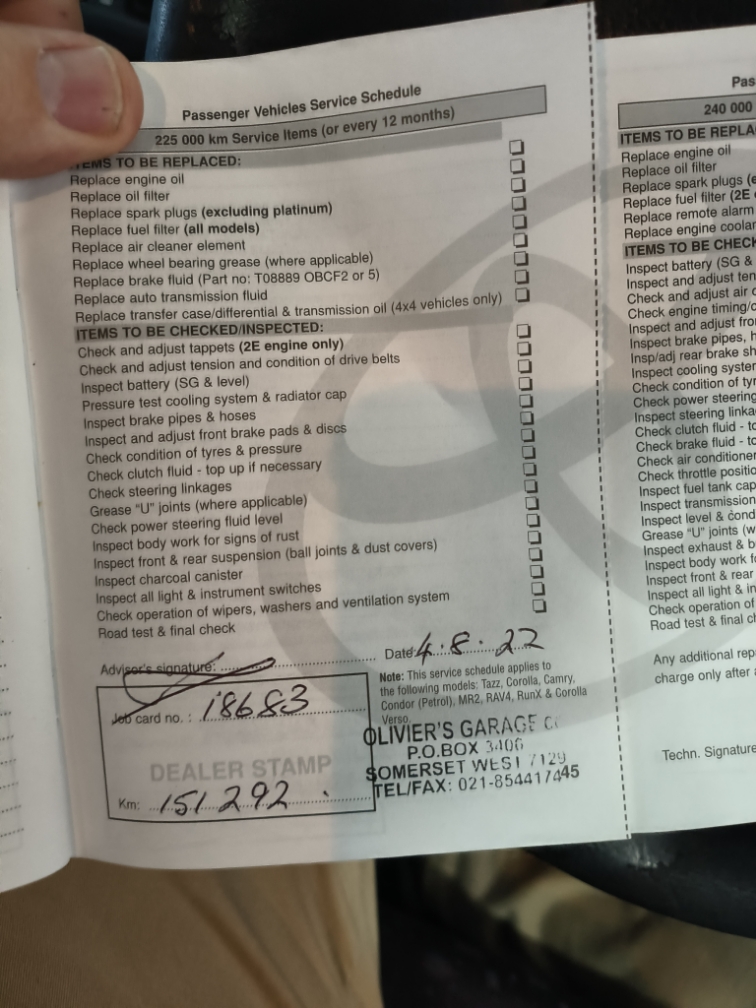 Passenger Vehicles Service Schedule
225 000 km Service Items (or every 12 months)
ITEMS TO BE REPLACED:
Replace engine oil
Replace oil filter
Replace spark plugs (excluding platinum)
Replace fuel filter (all models)
Replace air cleaner element
Replace wheel bearing grease (where applicable)
Replace brake fluid (Part no: T08889 OBCF2 or 5)
Replace auto transmission fluid
Replace transfer case/differential & transmission oil (4x4 vehicles only)
ITEMS TO BE CHECKED/INSPECTED:
Check and adjust tappets (2E engine only)
Check and adjust tension and condition of drive belts
Inspect battery (SG & level)
Pressure test cooling system & radiator cap
Inspect brake pipes & hoses
Inspect and adjust front brake pads & discs
Check condition of tyres & pressure
Check clutch fluid - top up if necessary
Check steering linkages
Grease "U" joints (where applicable)
Check power steering fluid level
Inspect body work for signs of rust
Inspect front & rear suspension (ball joints & dust covers)
Inspect charcoal canister
Inspect all light & instrument switches
Check operation of wipers, washers and ventilation system
Road test & final check
Advisor's signature:
Date: 4.8.22
Job card no. : 18683
DEALER STAMP
Km: 151 292
Note: This service schedule applies to
the following models: Tazz, Corolla, Camry,
Condor (Petrol), MR2, RAV4, RunX & Corolla
Verso.
OLIVIER'S GARAGE
P.O.BOX 3406
SOMERSET WEST 7129
TEL/FAX: 021-854417445
Pas
240 000
ITEMS TO BE REPLA
Replace engine oil
Replace oil filter
Replace spark plugs (e
Replace fuel filter (2E
Replace remote alarm
Replace engine coolan
ITEMS TO BE CHECK
Inspect battery (SG &
Inspect and adjust ten
Check and adjust air c
Check engine timing/
Inspect and adjust fro
Inspect brake pipes, h
Insp/adj rear brake sh
Inspect cooling system
Check condition of tyr
Check power steering
Inspect steering linka
Check clutch fluid - to
Check brake fluid - to
Check air conditioner
Check throttle positio
Inspect fuel tank cap
Inspect transmission
Inspect level & cond
Grease "U" joints (w
Inspect exhaust & b
Inspect body work fo
Inspect front & rear
Inspect all light & in
Check operation of
Road test & final ch
Any additional rep
charge only after
Techn. Signature